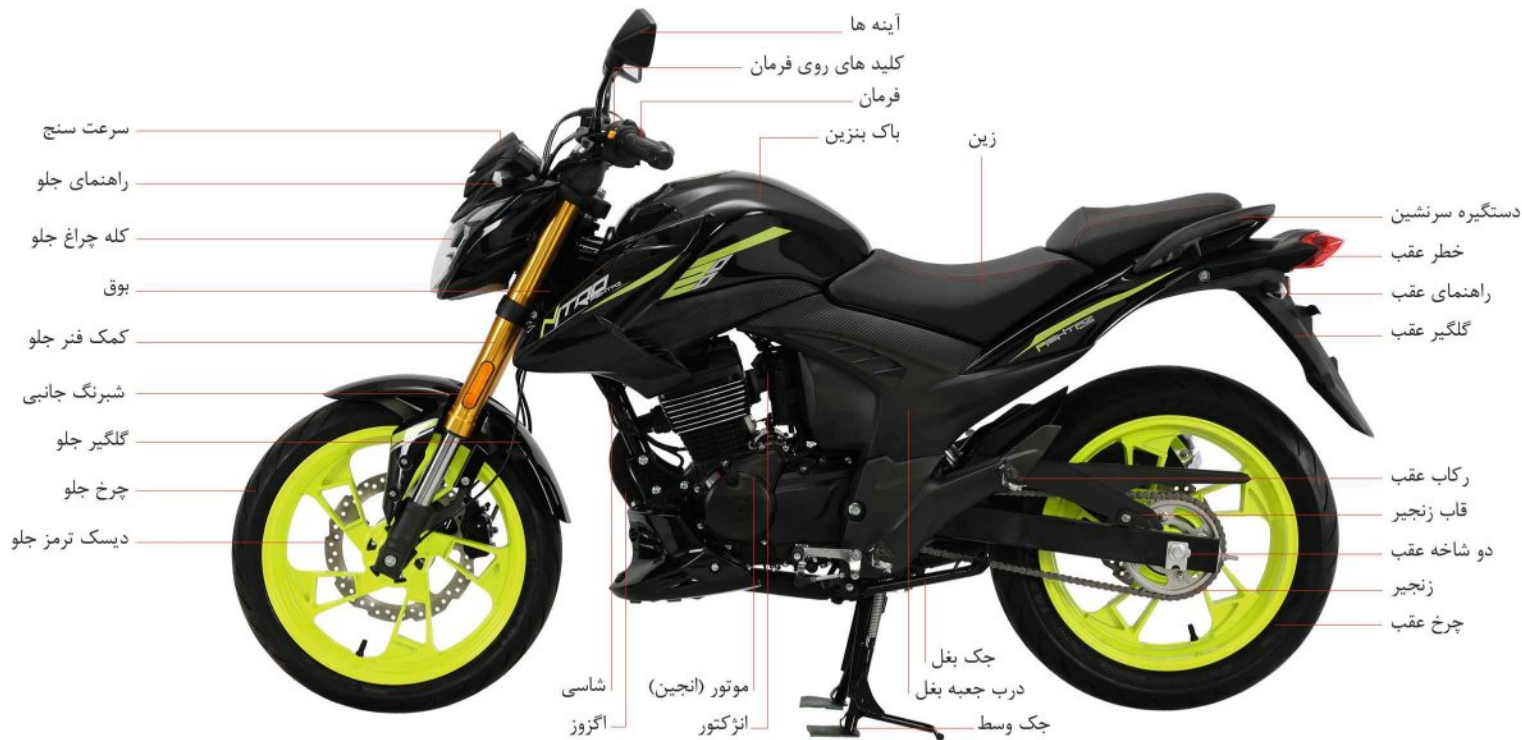 آینه ها
کلید های روی فرمان
فرمان
باک بنزین
زین
سرعت سنج
راهنمای جلو
کله چراغ جلو
بوق
کمک فنر جلو
شبرنگ جانبی
گلگیر جلو
چرخ جلو
دیسک ترمز جلو
دستگیره سرنشین
خطر عقب
راهنمای عقب
گلگیر عقب
رکاب عقب
قاب زنجیر
دو شاخه عقب
زنجیر
چرخ عقب
شاسی
اگزوز
موتور (انجین)
انژکتور
جک بغل
درب جعبه بغل
جک وسط
NITRO